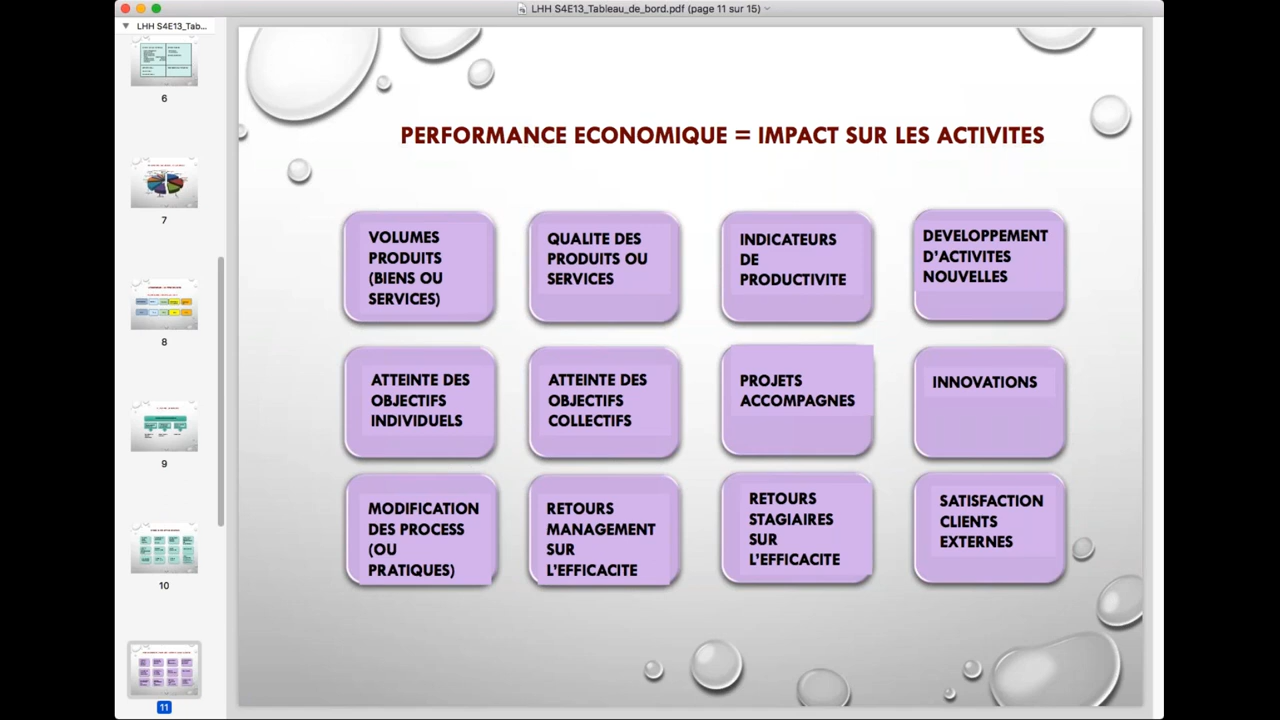 LHH S4E13_Tableau_de_bord.pdf (page 11 sur 15)
LHH S4E13_Tab...
6
7
8
9
10
11
PERFORMANCE ECONOMIQUE = IMPACT SUR LES ACTIVITES
VOLUMES
PRODUITS
(BIENS OU
SERVICES)
QUALITE DES
PRODUITS OU
SERVICES
INDICATEURS
DE
PRODUCTIVITE
DEVELOPPEMENT
D'ACTIVITES
NOUVELLES
ATTEINTE DES
OBJECTIFS
INDIVIDUELS
ATTEINTE DES
OBJECTIFS
COLLECTIFS
PROJETS
ACCOMPAGNES
INNOVATIONS
MODIFICATION
DES PROCESS
(OU
PRATIQUES)
RETOURS
MANAGEMENT
SUR
L'EFFICACITE
RETOURS
STAGIAIRES
SUR
L'EFFICACITE
SATISFACTION
CLIENTS
EXTERNES